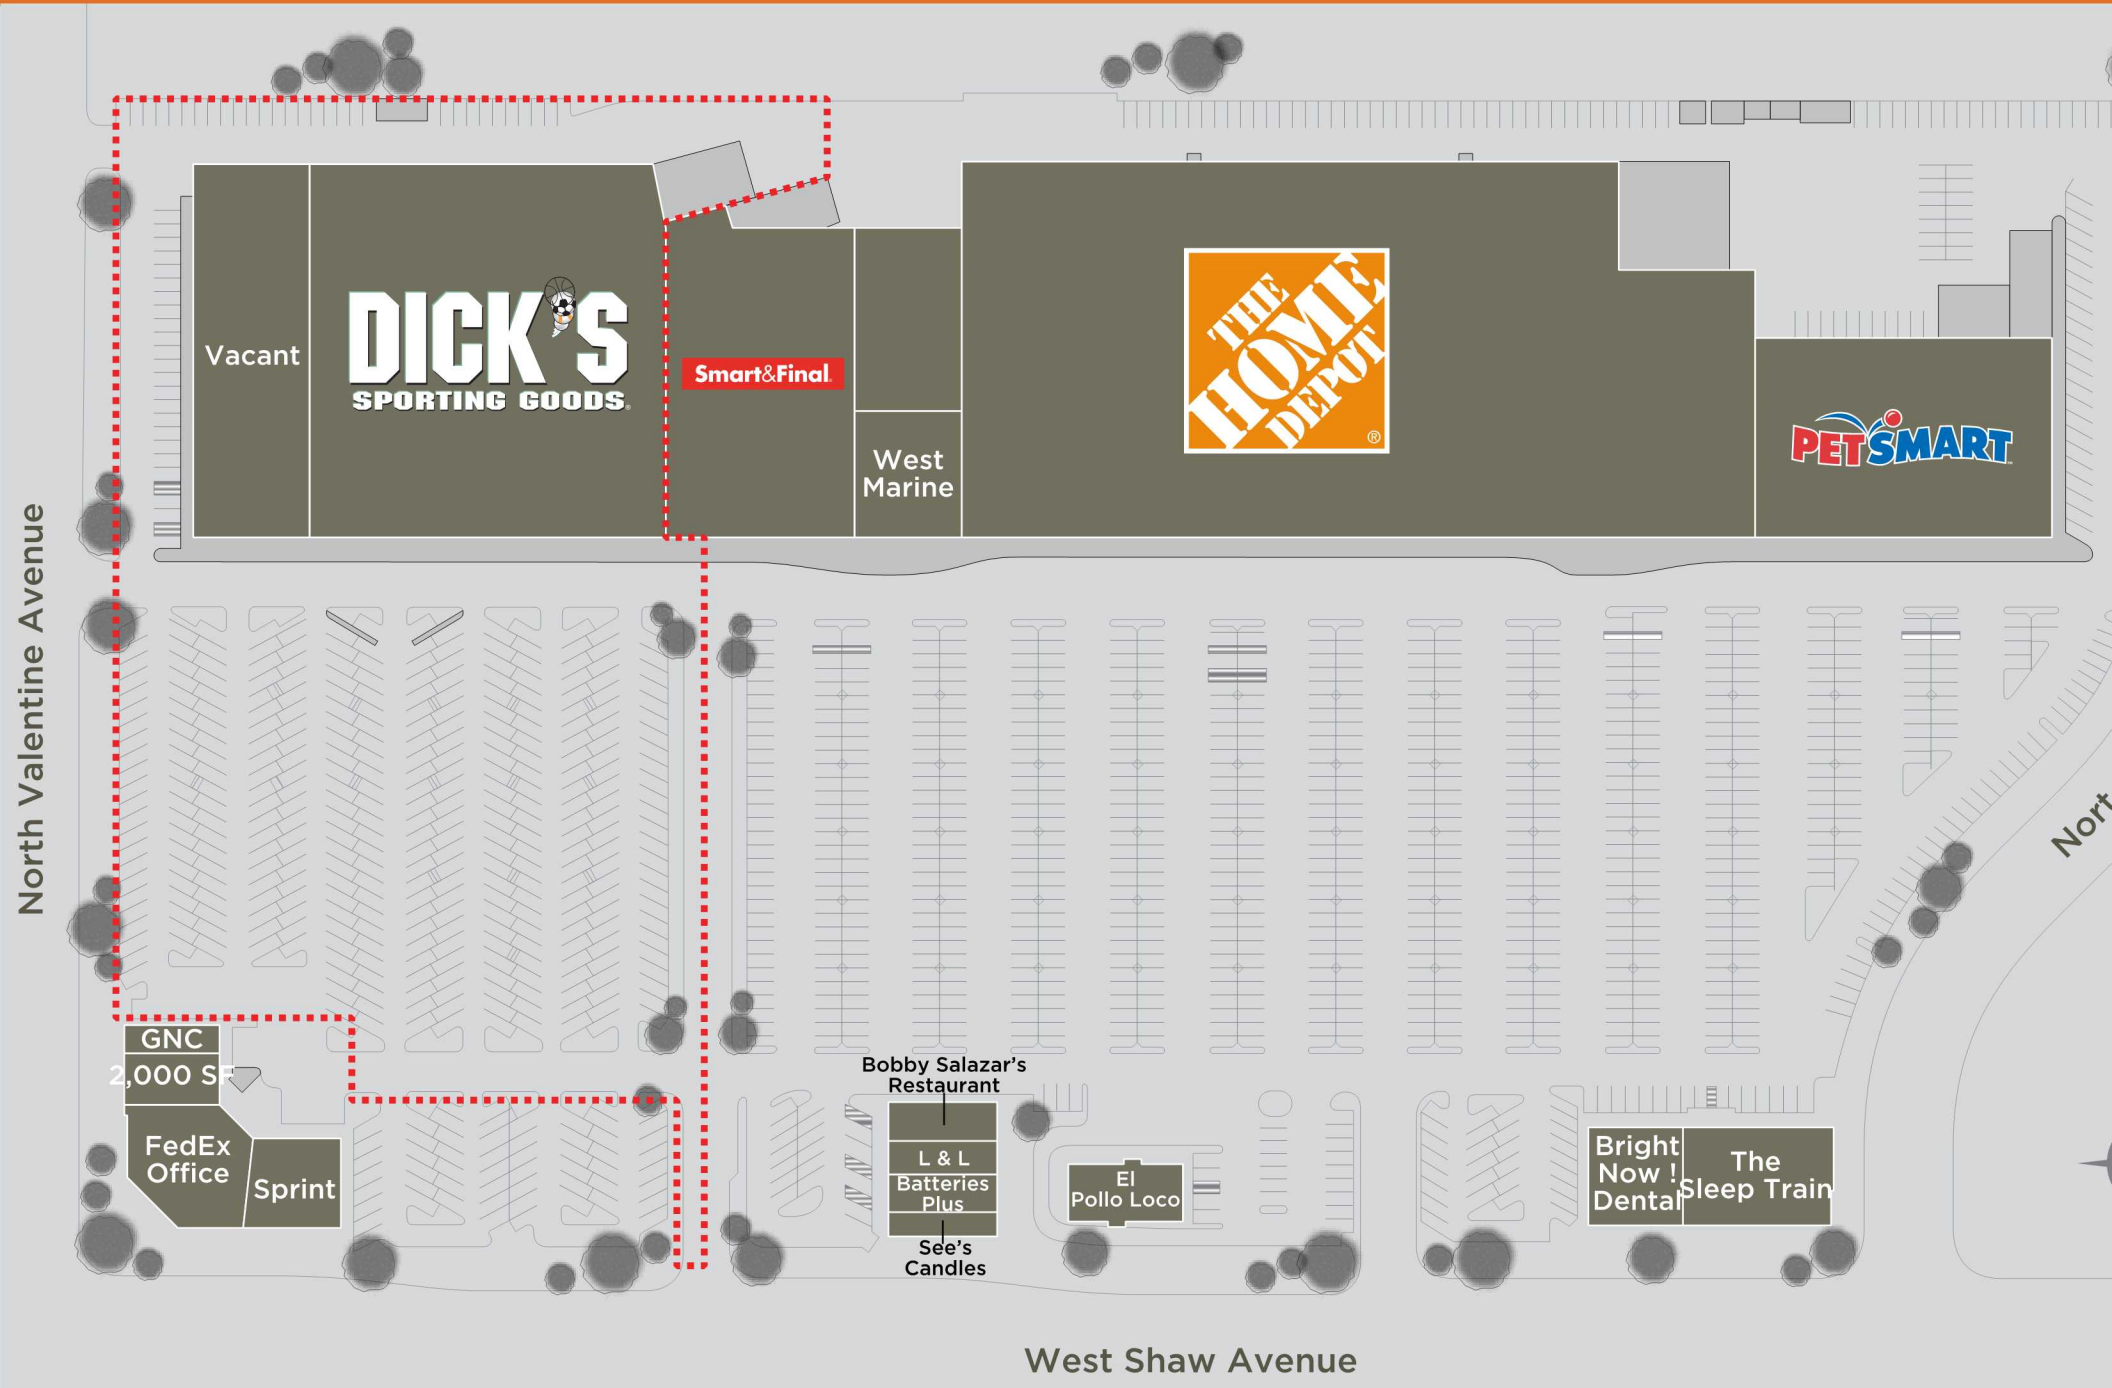 Vacant
DICK'S
SPORTING GOODS®
Smart&Final.
West
Marine
THE
HOME
DEPOT
®
PETSMART
North Valentine Avenue
Nort
GNC
2,000 SF
FedEx
Office
Sprint
Bobby Salazar's
Restaurant
L & L
Batteries
Plus
See's
Candles
El
Pollo Loco
Bright
Now !
Dental
The
Sleep Train
West Shaw Avenue